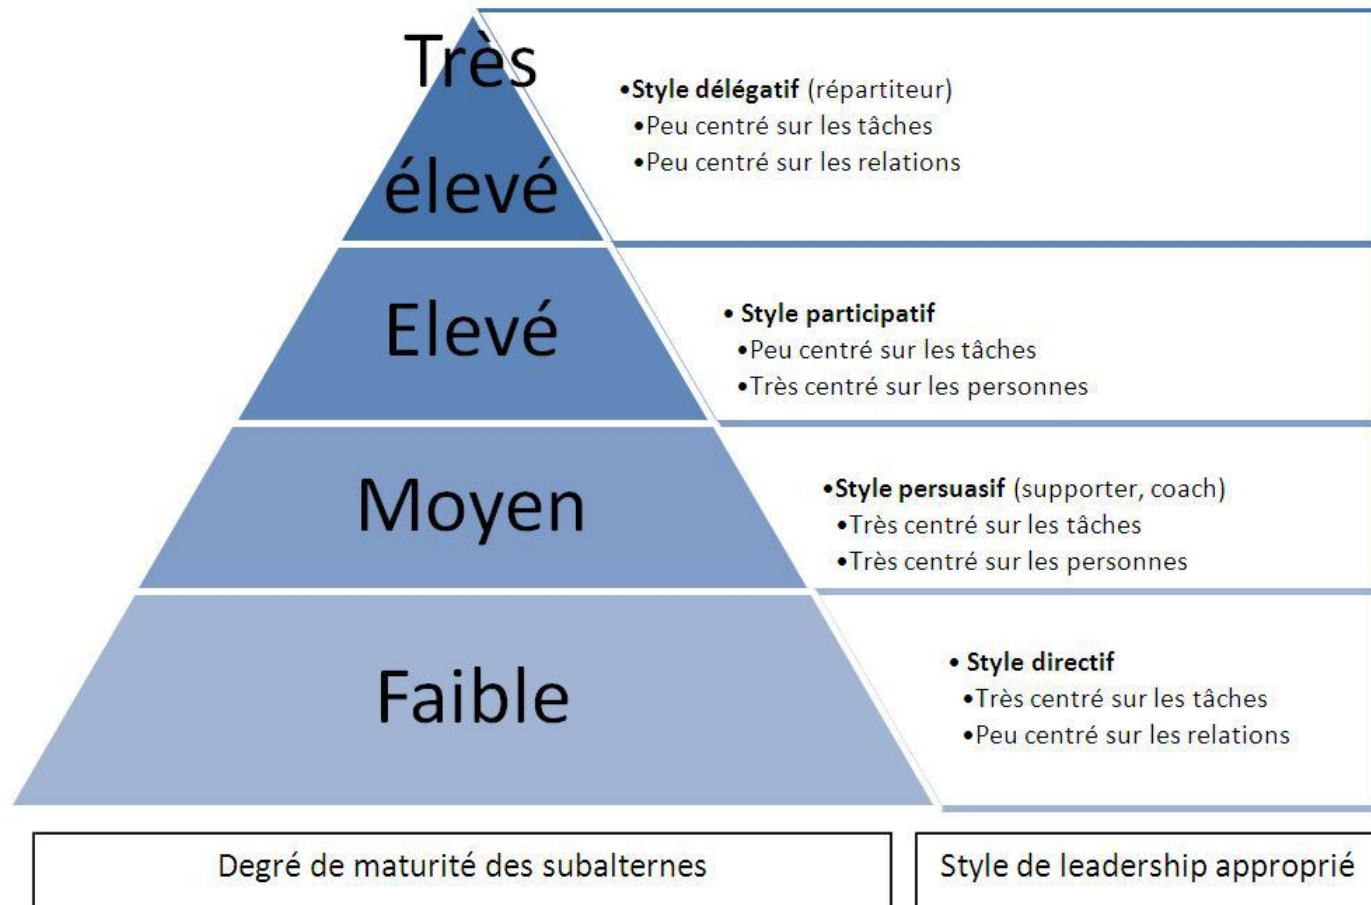 Très
élevé
•Style délégatif (répartiteur)
•Peu centré sur les tâches
•Peu centré sur les relations
Elevé
• Style participatif
•Peu centré sur les tâches
•Très centré sur les personnes
Moyen
•Style persuasif (supporter, coach)
•Très centré sur les tâches
•Très centré sur les personnes
Faible
• Style directif
•Très centré sur les tâches
•Peu centré sur les relations
Degré de maturité des subalternes
Style de leadership approprié